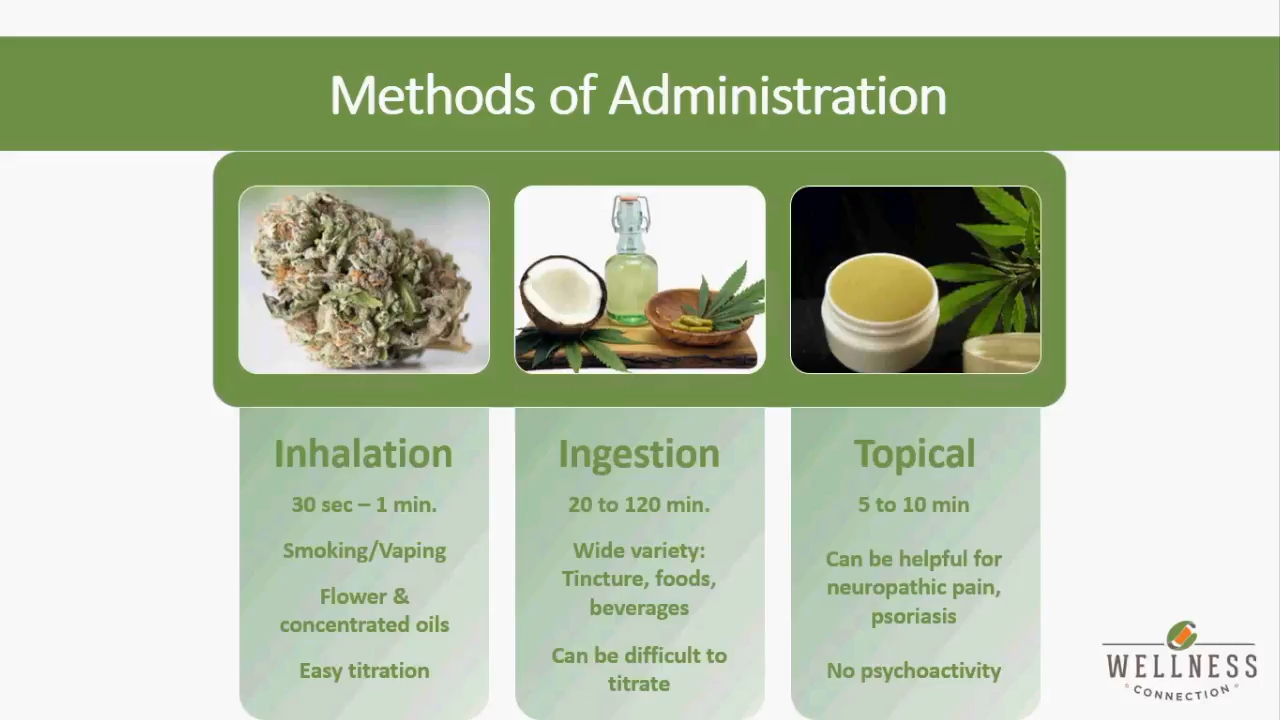 Methods of Administration
Inhalation
30 sec – 1 min.
Smoking/Vaping
Flower &
concentrated oils
Easy titration
Ingestion
20 to 120 min.
Wide variety:
Tincture, foods,
beverages
Can be difficult to
titrate
Topical
5 to 10 min
Can be helpful for
neuropathic pain,
psoriasis
No psychoactivity
WELLNESS
CONNECTION